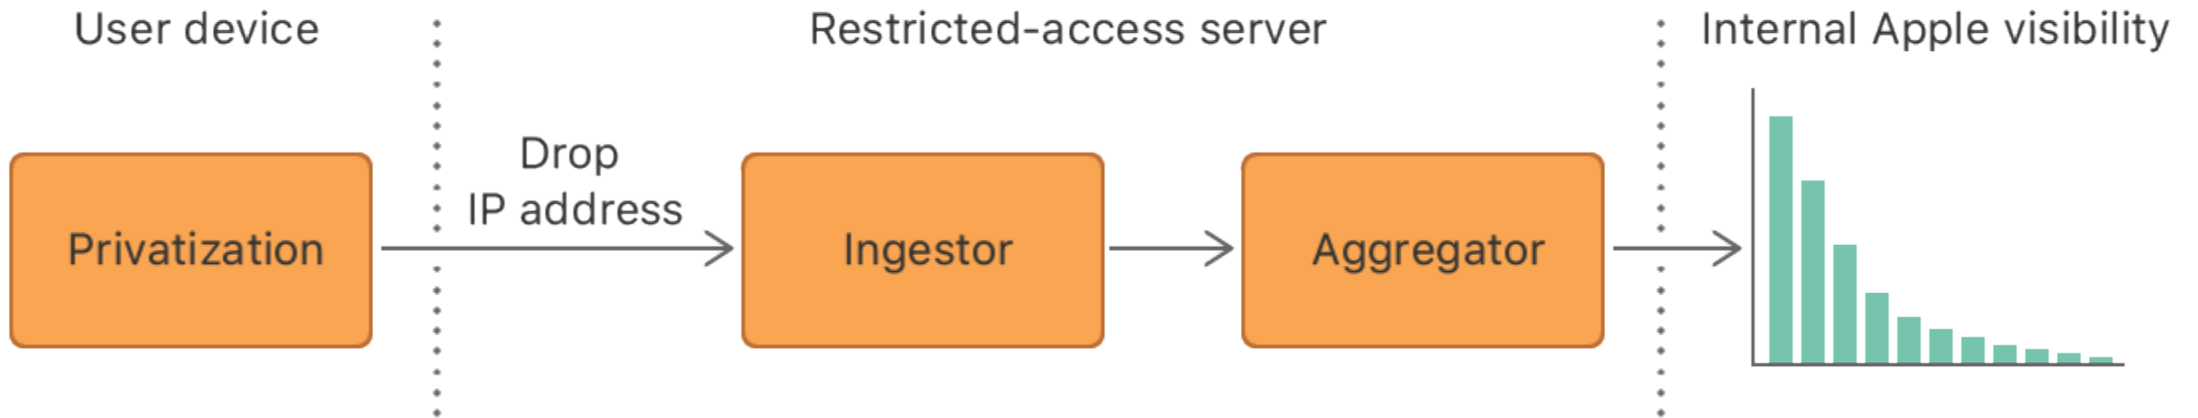 User device
Restricted-access server
Internal Apple visibility
Drop
IP address
Privatization
Ingestor
Aggregator